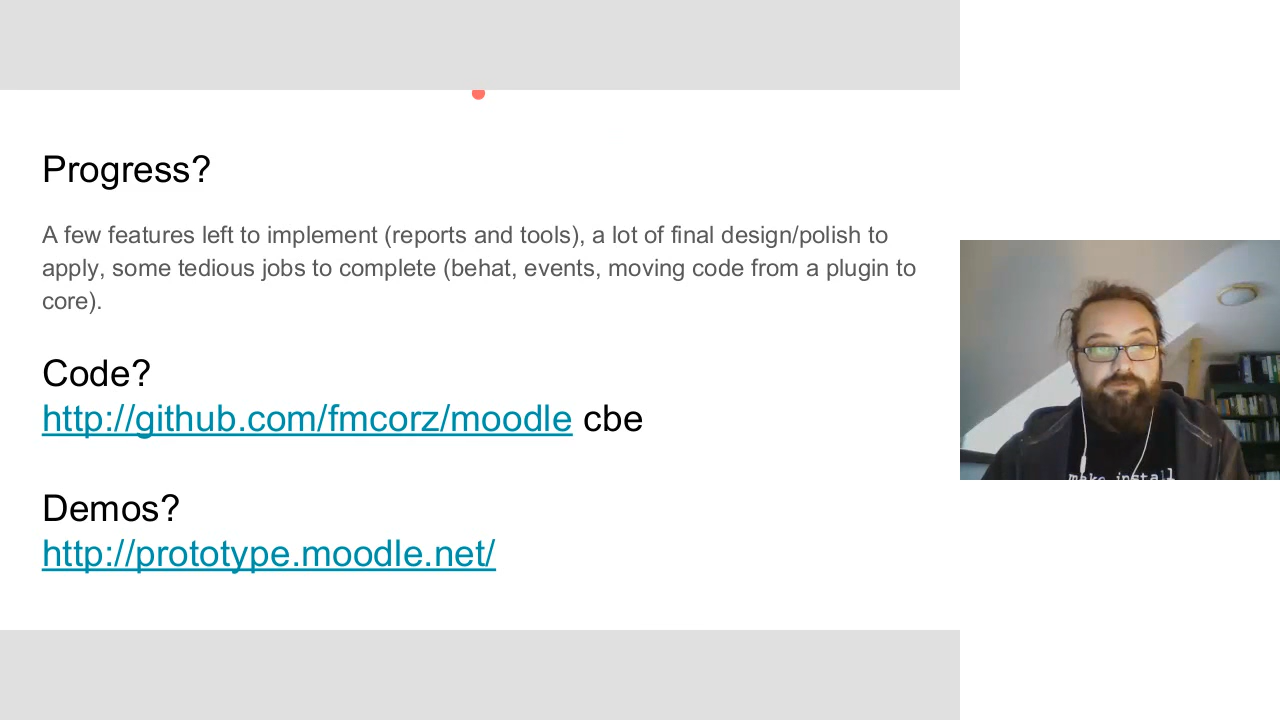 Progress?
A few features left to implement (reports and tools), a lot of final design/polish to
apply, some tedious jobs to complete (behat, events, moving code from a plugin to
core).
Code?
http://github.com/fmcorz/moodle cbe
Demos?
http://prototype.moodle.net/
make install